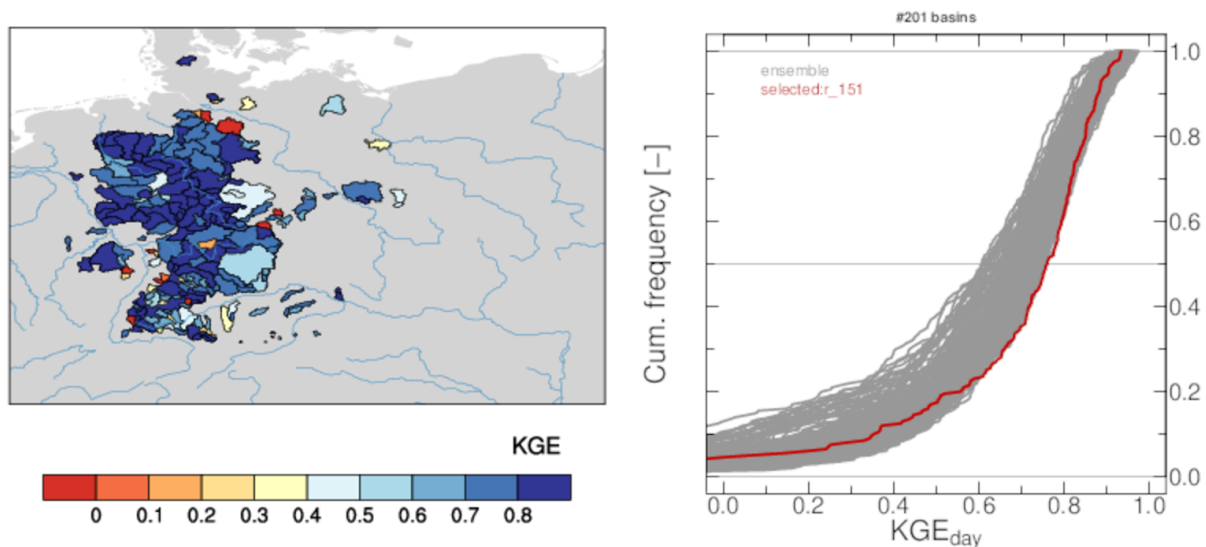 KGE
0 0.1 0.2 0.3 0.4 0.5 0.6 0.7 0.8
#201 basins
ensemble
selected:r_151
Cum. frequency [−]
1.0
0.8
0.6
0.4
0.2
0.0
0.0 0.2 0.4 0.6 0.8 1.0
KGEday